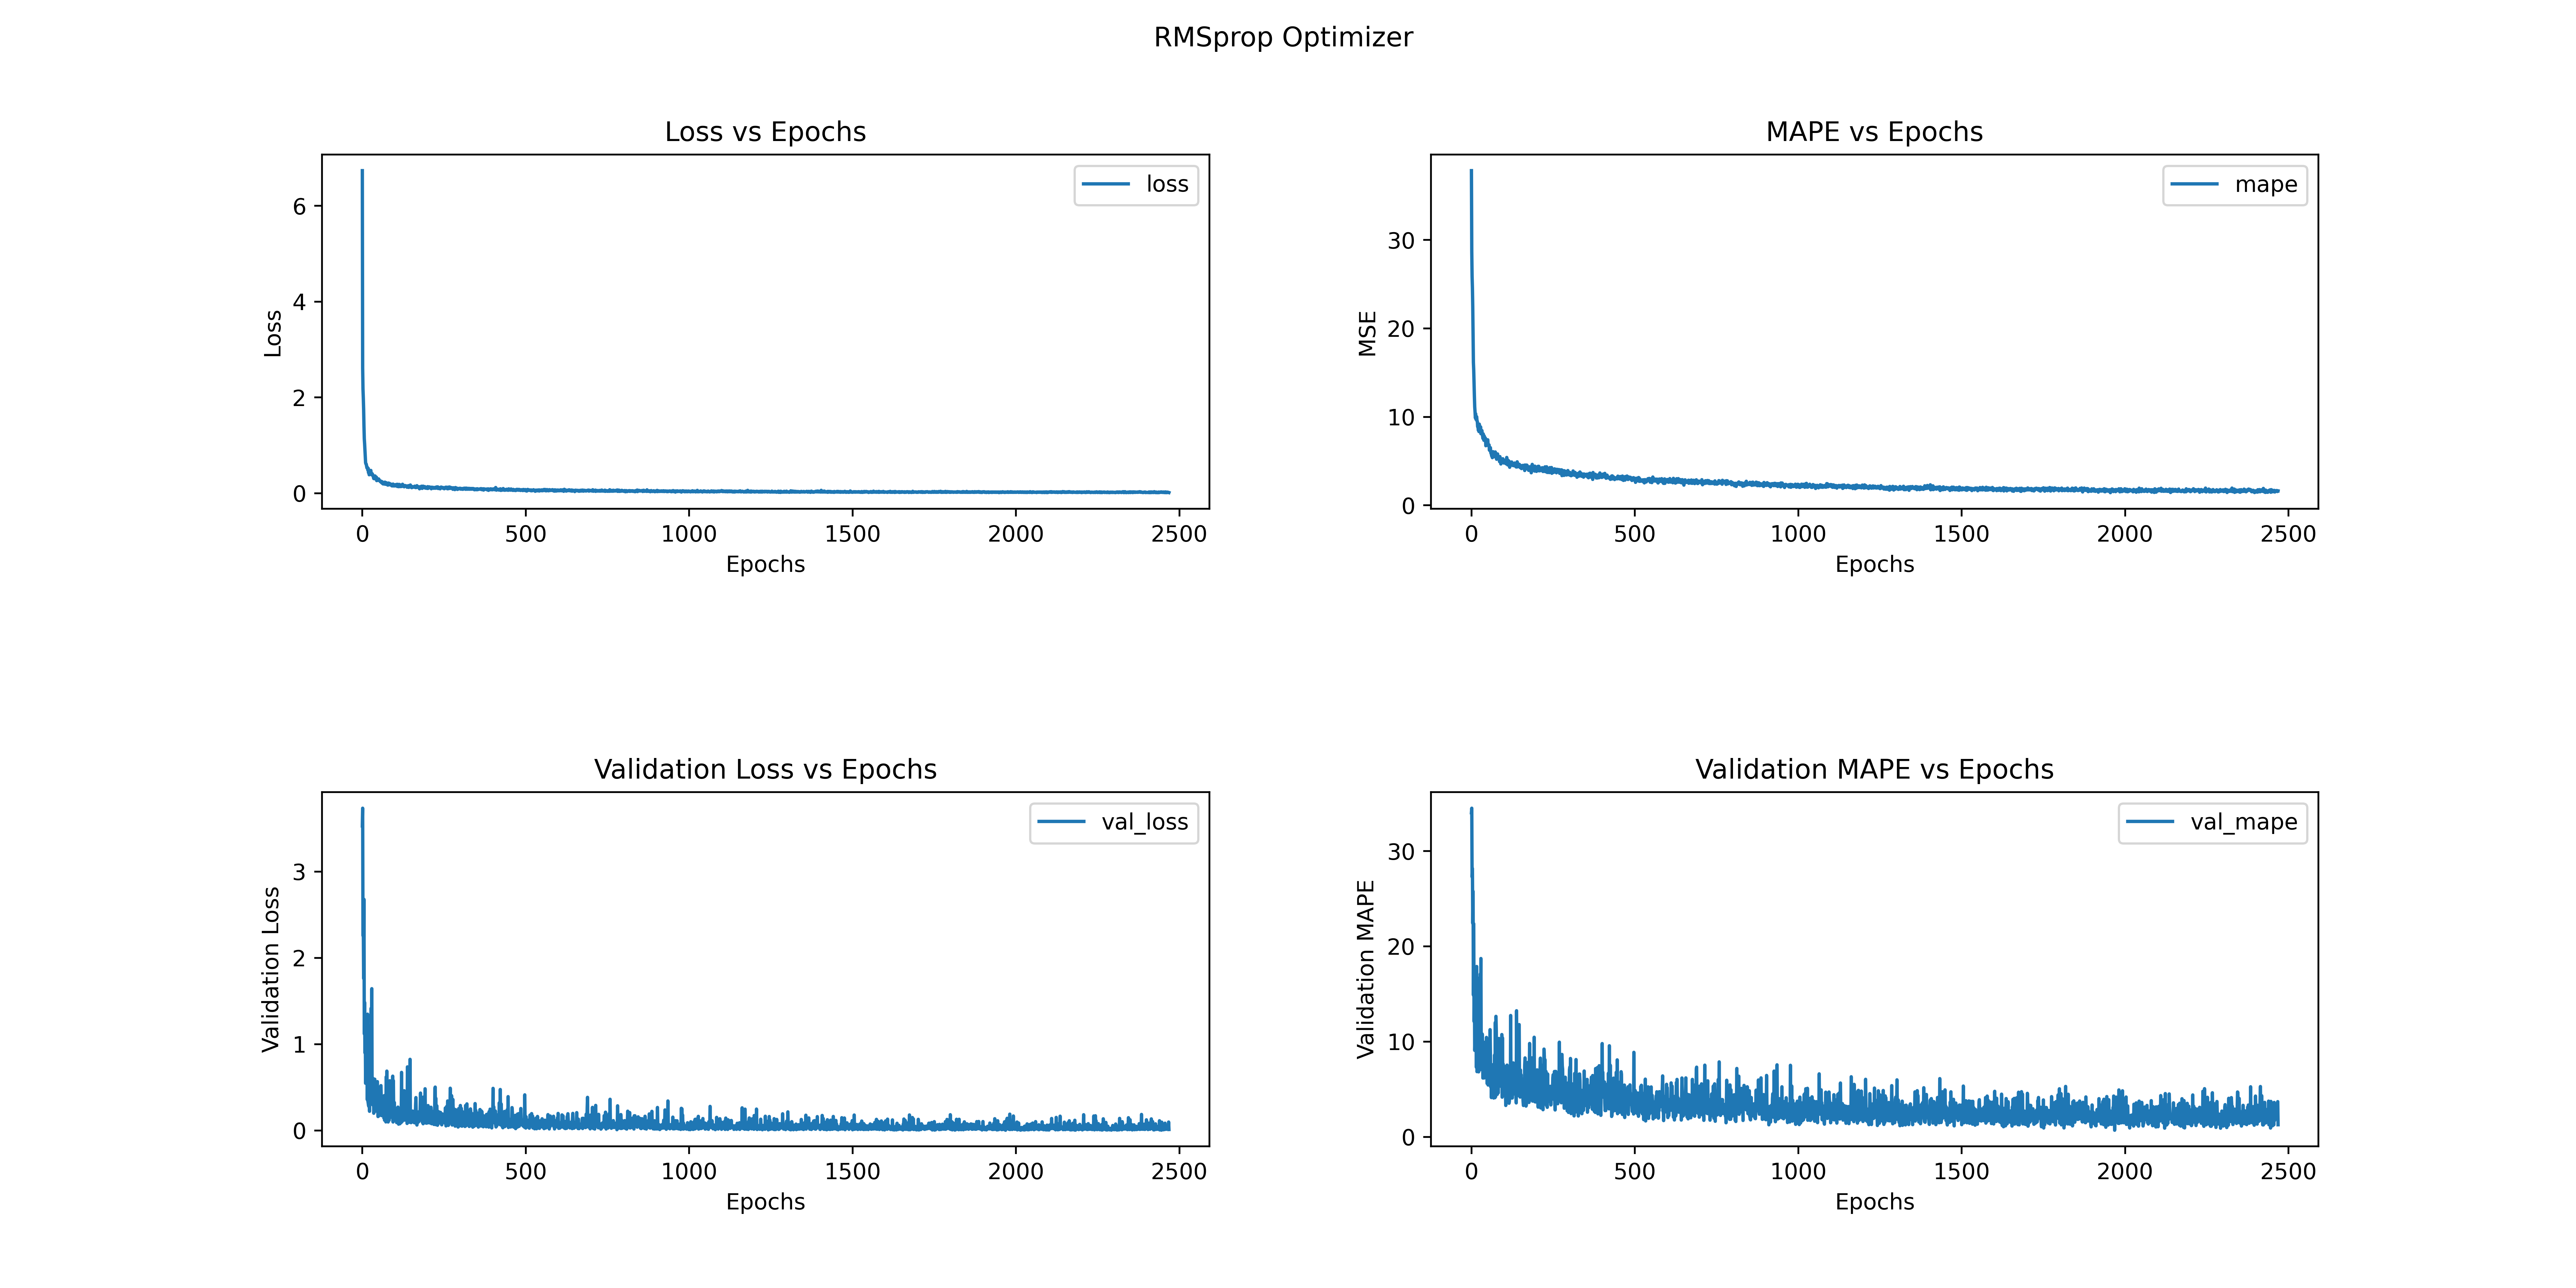 RMSprop Optimizer
Loss vs Epochs
loss
6
4
2
0
Loss
0 500 1000 1500 2000 2500
Epochs
MAPE vs Epochs
mape
30
20
10
0
MSE
0 500 1000 1500 2000 2500
Epochs
Validation Loss vs Epochs
val_loss
3
2
1
0
Validation Loss
0 500 1000 1500 2000 2500
Epochs
Validation MAPE vs Epochs
val_mape
30
20
10
0
Validation MAPE
0 500 1000 1500 2000 2500
Epochs